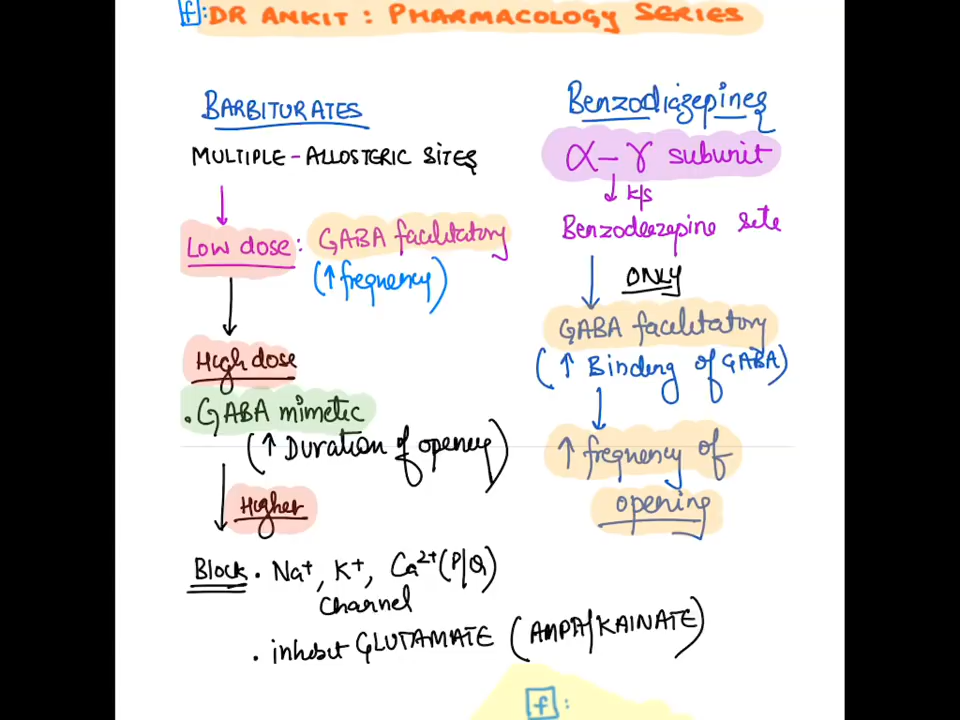 f: DR ANKIT : PHARMACOLOGY SERIES
BARBITURATES
MULTIPLE-ALLOSTERIC SITES
LOW DOSE : GABA facilitatory
(↑ frequency)
High dose
. GABA mimetic
(↑ Duration of opening)
Higher
Block . Na⁺, K⁺, Ca²⁺ (P/Q)
Channel
. inhibit GLUTAMATE (AMPA/KAINATE)
Benzodiazepines
α – γ subunit
↓ k/s
Benzodiazepine site
ONLY
GABA facilitatory
(↑ Binding of GABA)
↑ frequency of
opening
f :